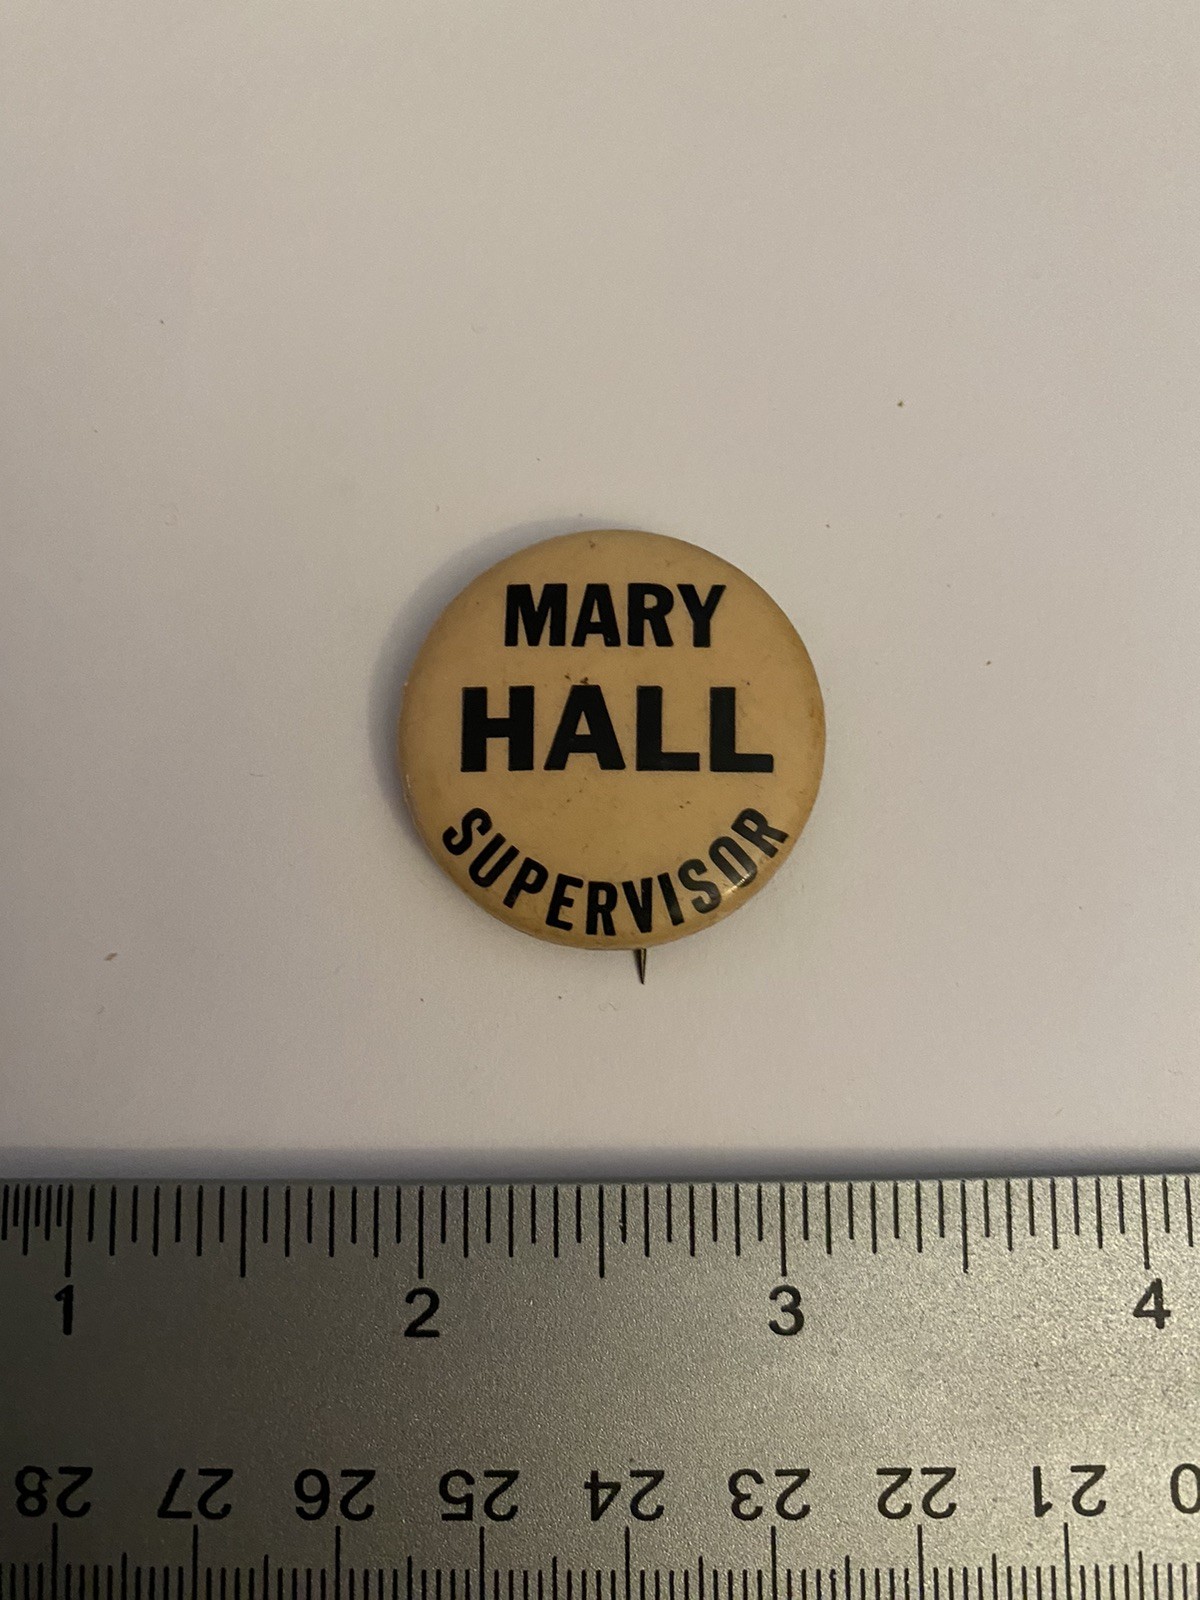 MARY
HALL
SUPERVISOR
1 2 3 4
28 27 26 25 24 23 22 21